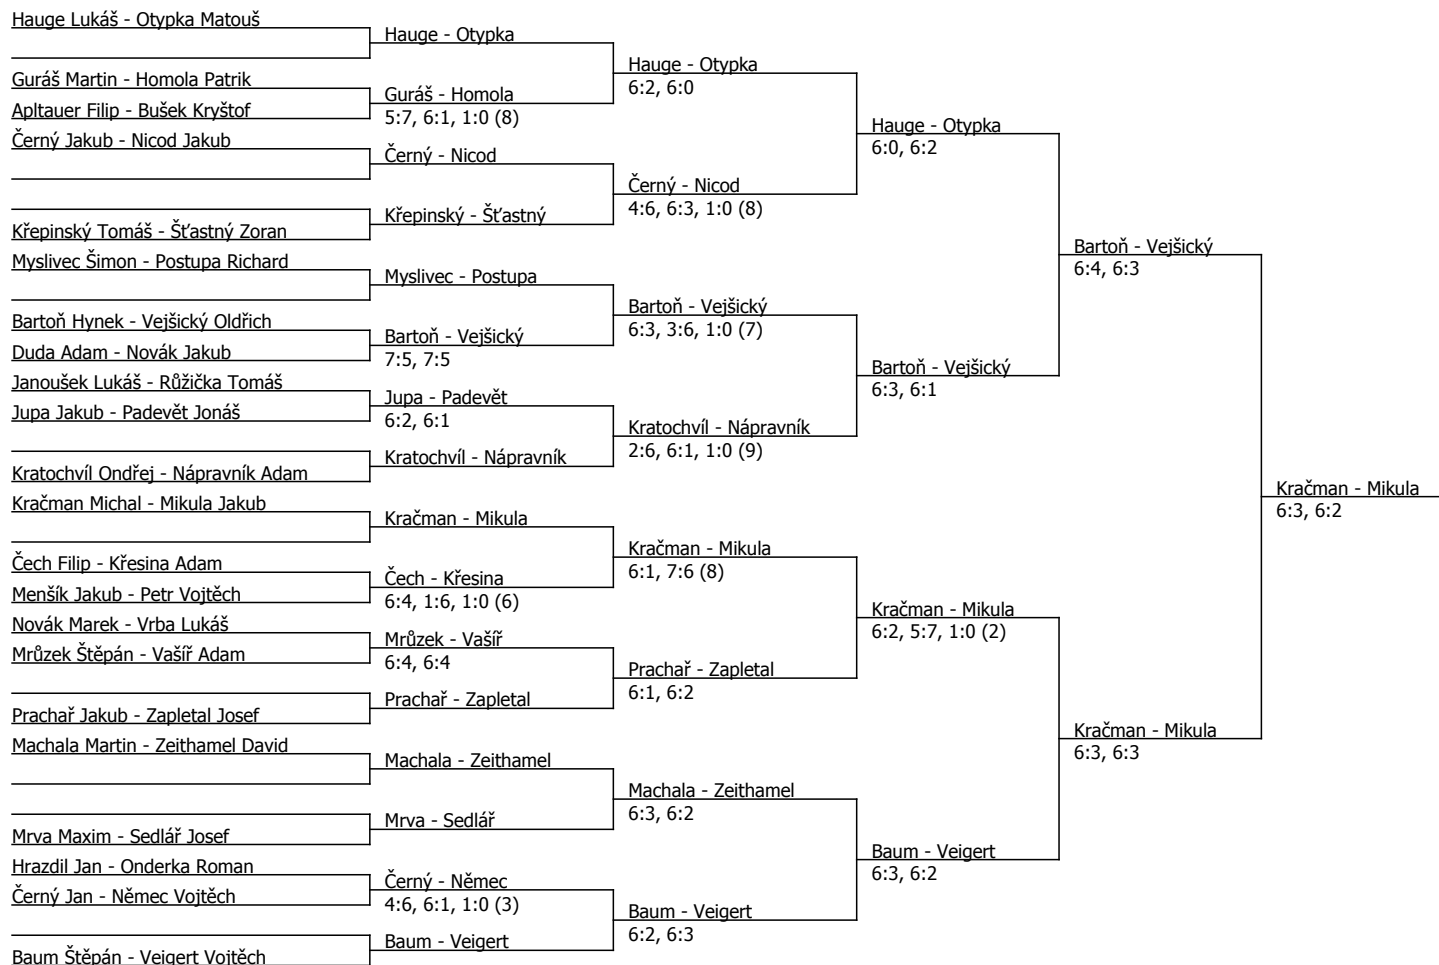 Hauge Lukáš - Otypka Matouš
Guráš Martin - Homola Patrik
Apltauer Filip - Bušek Kryštof
Černý Jakub - Nicod Jakub
Křepinský Tomáš - Šťastný Zoran
Myslivec Šimon - Postupa Richard
Bartoň Hynek - Vejšický Oldřich
Duda Adam - Novák Jakub
Janoušek Lukáš - Růžička Tomáš
Jupa Jakub - Padevět Jonáš
Kratochvíl Ondřej - Nápravník Adam
Kračman Michal - Mikula Jakub
Čech Filip - Křesina Adam
Menšík Jakub - Petr Vojtěch
Novák Marek - Vrba Lukáš
Mrůzek Štěpán - Vašíř Adam
Prachař Jakub - Zapletal Josef
Machala Martin - Zeithamel David
Mrva Maxim - Sedlář Josef
Hrazdil Jan - Onderka Roman
Černý Jan - Němec Vojtěch
Baum Štěpán - Veigert Vojtěch
Hauge - Otypka
Guráš - Homola
5:7, 6:1, 1:0 (8)
Černý - Nicod
Křepinský - Šťastný
Myslivec - Postupa
Bartoň - Vejšický
7:5, 7:5
Jupa - Padevět
6:2, 6:1
Kratochvíl - Nápravník
Kračman - Mikula
Čech - Křesina
6:4, 1:6, 1:0 (6)
Mrůzek - Vašíř
6:4, 6:4
Prachař - Zapletal
Machala - Zeithamel
Mrva - Sedlář
Černý - Němec
4:6, 6:1, 1:0 (3)
Baum - Veigert
Hauge - Otypka
6:2, 6:0
Černý - Nicod
4:6, 6:3, 1:0 (8)
Bartoň - Vejšický
6:3, 3:6, 1:0 (7)
Kratochvíl - Nápravník
2:6, 6:1, 1:0 (9)
Kračman - Mikula
6:1, 7:6 (8)
Prachař - Zapletal
6:1, 6:2
Machala - Zeithamel
6:3, 6:2
Baum - Veigert
6:2, 6:3
Hauge - Otypka
6:0, 6:2
Bartoň - Vejšický
6:3, 6:1
Kračman - Mikula
6:2, 5:7, 1:0 (2)
Baum - Veigert
6:3, 6:2
Bartoň - Vejšický
6:4, 6:3
Kračman - Mikula
6:3, 6:3
Kračman - Mikula
6:3, 6:2